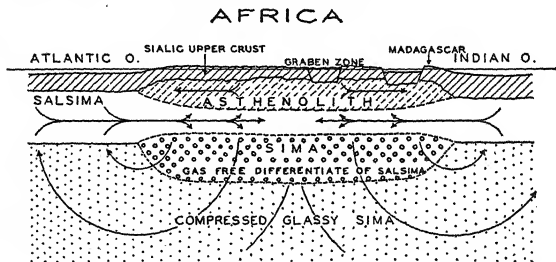 AFRICA
ATLANTIC O. SIALIC UPPER CRUST GRABEN ZONE MADAGASCAR INDIAN O.
SALSIMA ASTHENOLITH
SIMA
GAS FREE DIFFERENTIATE OF SALSIMA
COMPRESSED GLASSY SIMA